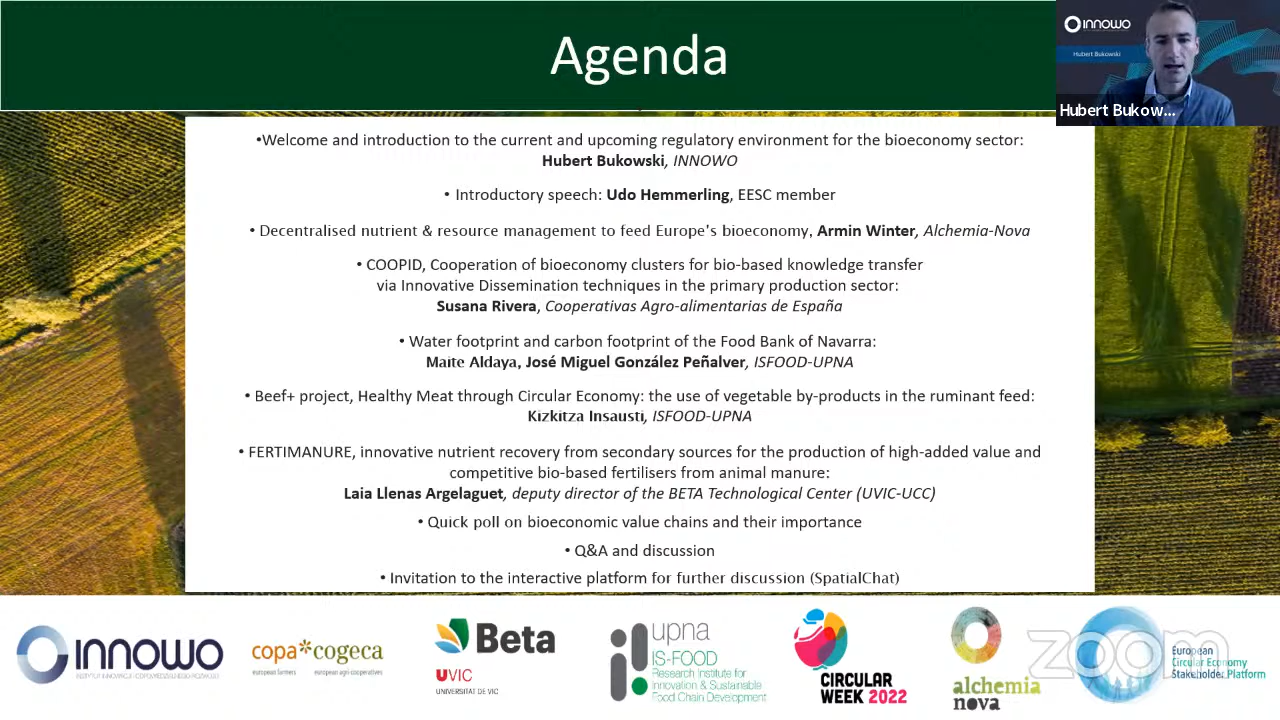 Agenda
INNOWO
Hubert Bukowski
Hubert Bukow...
•Welcome and introduction to the current and upcoming regulatory environment for the bioeconomy sector:
Hubert Bukowski, INNOWO
• Introductory speech: Udo Hemmerling, EESC member
• Decentralised nutrient & resource management to feed Europe's bioeconomy, Armin Winter, Alchemia-Nova
• COOPID, Cooperation of bioeconomy clusters for bio-based knowledge transfer
via Innovative Dissemination techniques in the primary production sector:
Susana Rivera, Cooperativas Agro-alimentarias de España
• Water footprint and carbon footprint of the Food Bank of Navarra:
Maite Aldaya, José Miguel González Peñalver, ISFOOD-UPNA
• Beef+ project, Healthy Meat through Circular Economy: the use of vegetable by-products in the ruminant feed:
Kizkitza Insausti, ISFOOD-UPNA
• FERTIMANURE, innovative nutrient recovery from secondary sources for the production of high-added value and
competitive bio-based fertilisers from animal manure:
Laia Llenas Argelaguet, deputy director of the BETA Technological Center (UVIC-UCC)
• Quick poll on bioeconomic value chains and their importance
• Q&A and discussion
• Invitation to the interactive platform for further discussion (SpatialChat)
INNOWO
INSTYTUT INNOWACJI I ODPOWIEDZIALNEGO ROZWOJU
copa*cogeca
european farmers european agri-cooperatives
Beta
UVIC
UNIVERSITAT DE VIC
upna
IS-FOOD
Research Institute for
Innovation & Sustainable
Food Chain Development
CIRCULAR
WEEK 2022
alchemia
nova
zoom
European
Circular Economy
Stakeholder Platform